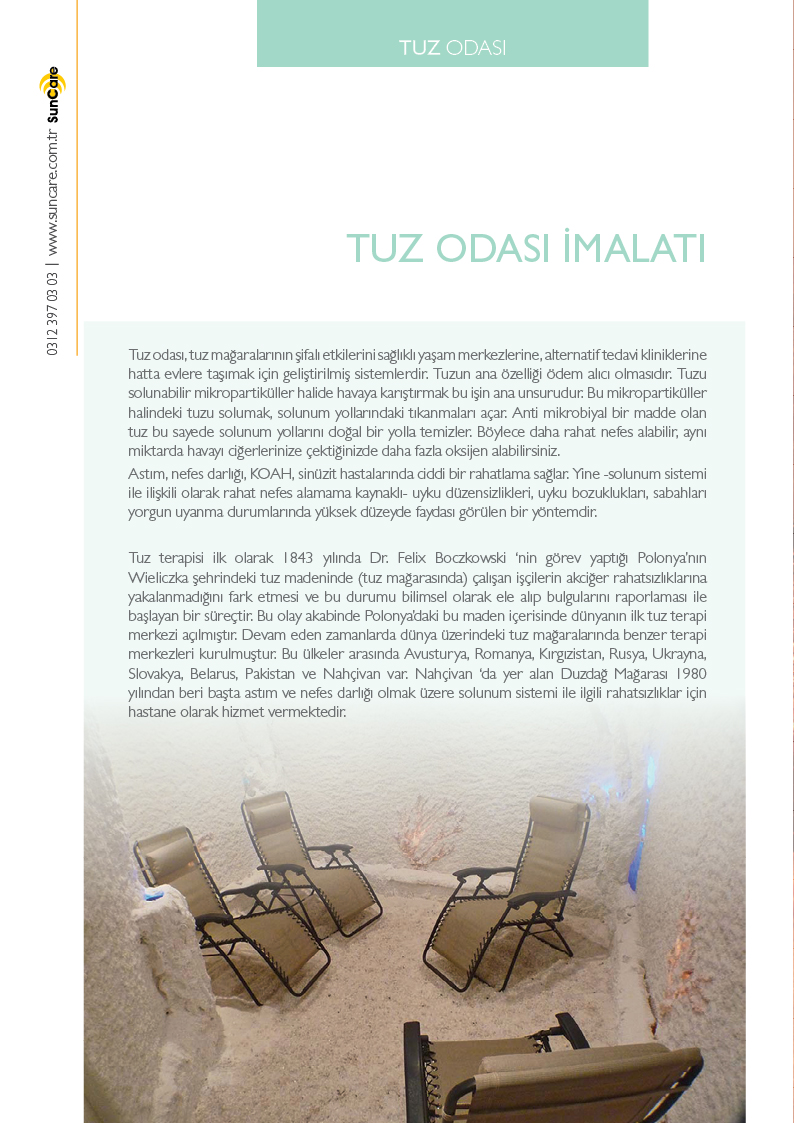 TUZ ODASI
0312 397 03 03 | www.suncare.com.tr SunCare
TUZ ODASI İMALATI
Tuz odası, tuz mağaralarının şifalı etkilerini sağlıklı yaşam merkezlerine, alternatif tedavi kliniklerine
hatta evlere taşımak için geliştirilmiş sistemlerdir. Tuzun ana özelliği ödem alıcı olmasıdır. Tuzu
solunabilir mikropartiküller halide havaya karıştırmak bu işin ana unsurudur. Bu mikropartiküller
halindeki tuzu solumak, solunum yollarındaki tıkanmaları açar. Anti mikrobiyal bir madde olan
tuz bu sayede solunum yollarını doğal bir yolla temizler. Böylece daha rahat nefes alabilir, aynı
miktarda havayı ciğerlerinize çektiğinizde daha fazla oksijen alabilirsiniz.
Astım, nefes darlığı, KOAH, sinüzit hastalarında ciddi bir rahatlama sağlar. Yine -solunum sistemi
ile ilişkili olarak rahat nefes alamama kaynaklı- uyku düzensizlikleri, uyku bozuklukları, sabahları
yorgun uyanma durumlarında yüksek düzeyde faydası görülen bir yöntemdir.
Tuz terapisi ilk olarak 1843 yılında Dr. Felix Boczkowski ‘nin görev yaptığı Polonya’nın
Wieliczka şehrindeki tuz madeninde (tuz mağarasında) çalışan işçilerin akciğer rahatsızlıklarına
yakalanmadığını fark etmesi ve bu durumu bilimsel olarak ele alıp bulgularını raporlaması ile
başlayan bir süreçtir. Bu olay akabinde Polonya’daki bu maden içerisinde dünyanın ilk tuz terapi
merkezi açılmıştır. Devam eden zamanlarda dünya üzerindeki tuz mağaralarında benzer terapi
merkezleri kurulmuştur. Bu ülkeler arasında Avusturya, Romanya, Kırgızistan, Rusya, Ukrayna,
Slovakya, Belarus, Pakistan ve Nahçivan var. Nahçivan ‘da yer alan Duzdağ Mağarası 1980
yılından beri başta astım ve nefes darlığı olmak üzere solunum sistemi ile ilgili rahatsızlıklar için
hastane olarak hizmet vermektedir.